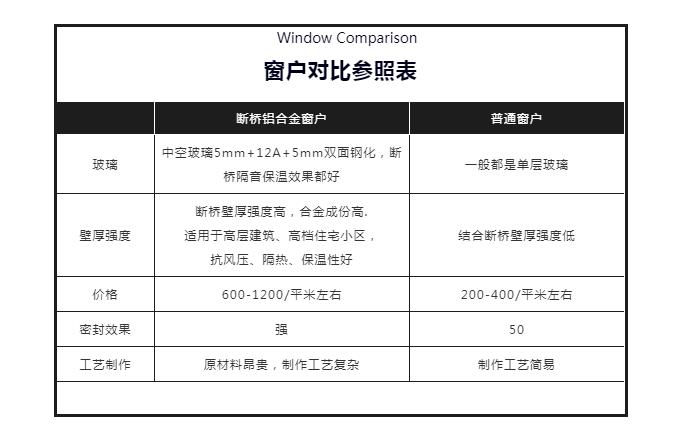 Window Comparison
窗户对比参照表
断桥铝合金窗户 普通窗户
玻璃 中空玻璃5mm+12A+5mm双面钢化，断桥隔音保温效果都好 一般都是单层玻璃
壁厚强度 断桥壁厚强度高，合金成份高. 适用于高层建筑、高档住宅小区，抗风压、隔热、保温性好 结合断桥壁厚强度低
价格 600-1200/平米左右 200-400/平米左右
密封效果 强 50
工艺制作 原材料昂贵，制作工艺复杂 制作工艺简易